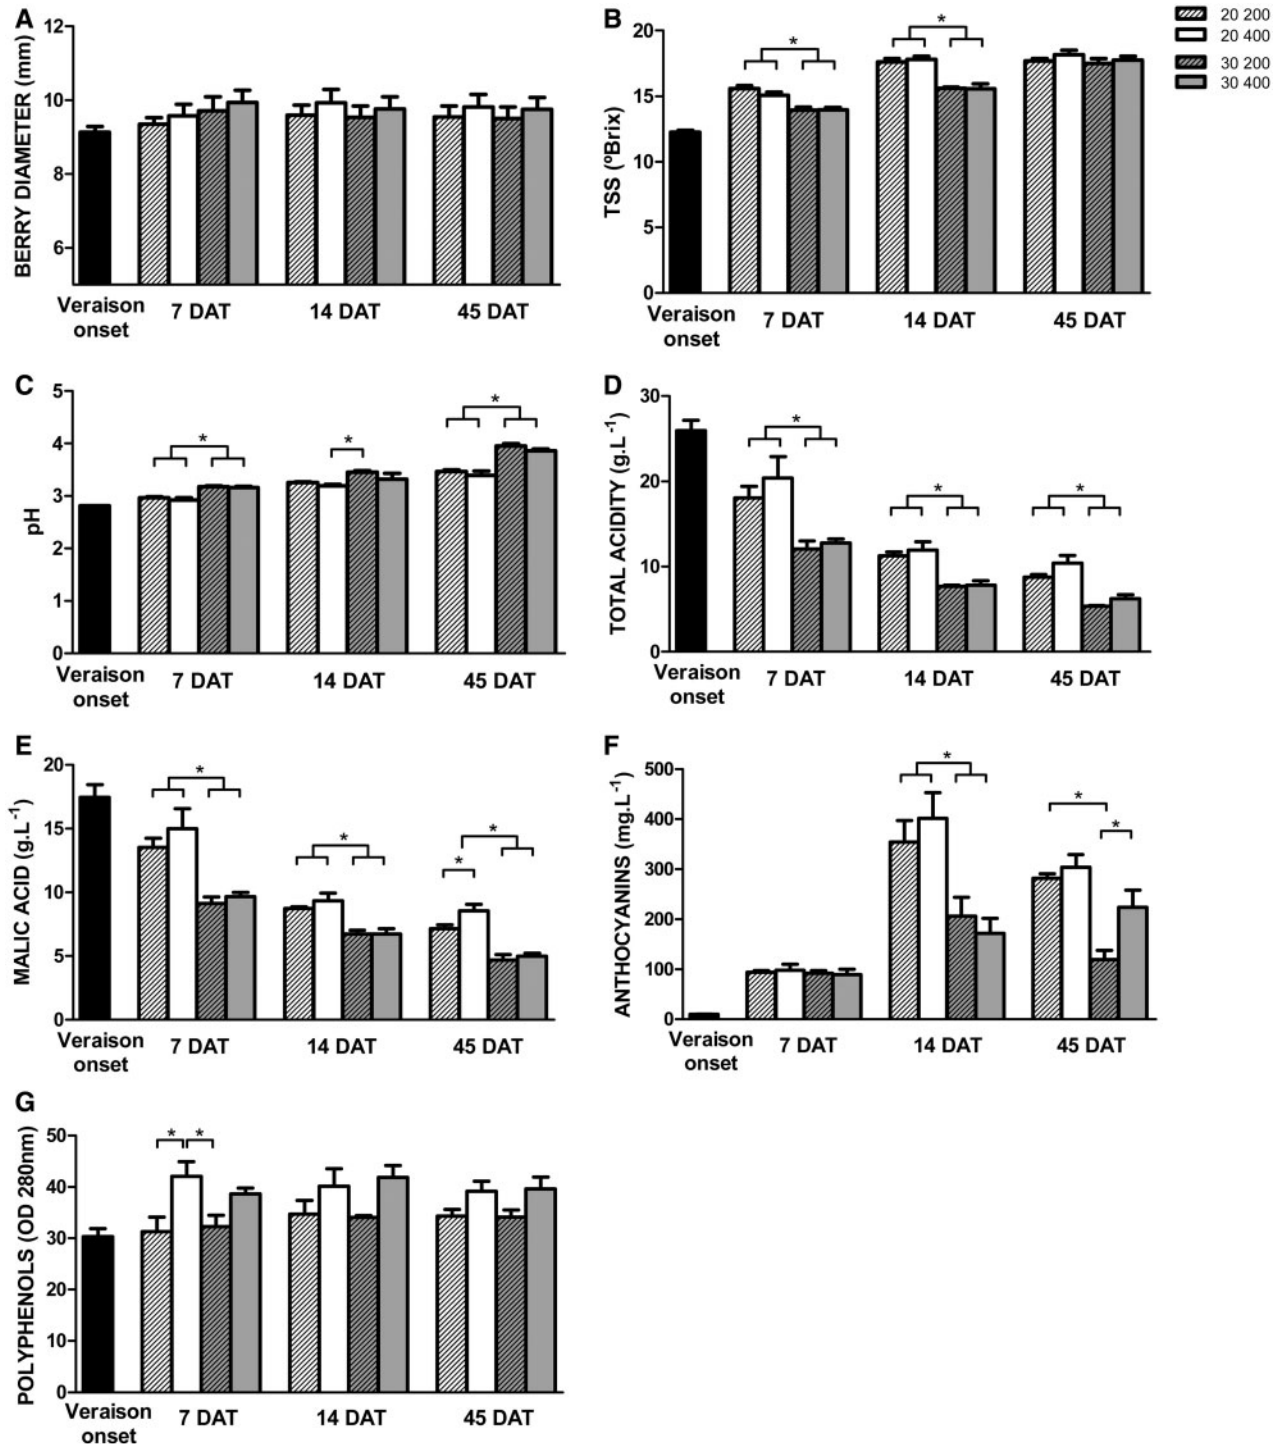 A
BERRY DIAMETER (mm)
12
10
8
6
Veraison
onset
7 DAT
14 DAT
45 DAT
B
TSS (ºBrix)
20
15
10
5
0
*
*
Veraison
onset
7 DAT
14 DAT
45 DAT
20 200
20 400
30 200
30 400
C
pH
5
4
3
2
1
0
*
*
*
Veraison
onset
7 DAT
14 DAT
45 DAT
D
TOTAL ACIDITY (g.L-1)
30
20
10
0
*
*
*
Veraison
onset
7 DAT
14 DAT
45 DAT
E
MALIC ACID (g.L-1)
20
15
10
5
0
*
*
*
*
Veraison
onset
7 DAT
14 DAT
45 DAT
F
ANTHOCYANINS (mg.L-1)
500
400
300
200
100
0
*
*
*
Veraison
onset
7 DAT
14 DAT
45 DAT
G
POLYPHENOLS (OD 280nm)
50
40
30
20
10
0
* *
Veraison
onset
7 DAT
14 DAT
45 DAT